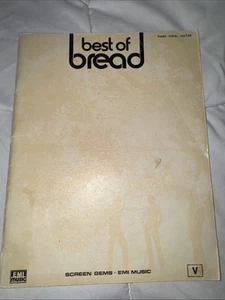 PIANO · VOCAL · GUITAR
best of
bread
EMI
music
SCREEN GEMS - EMI MUSIC
V